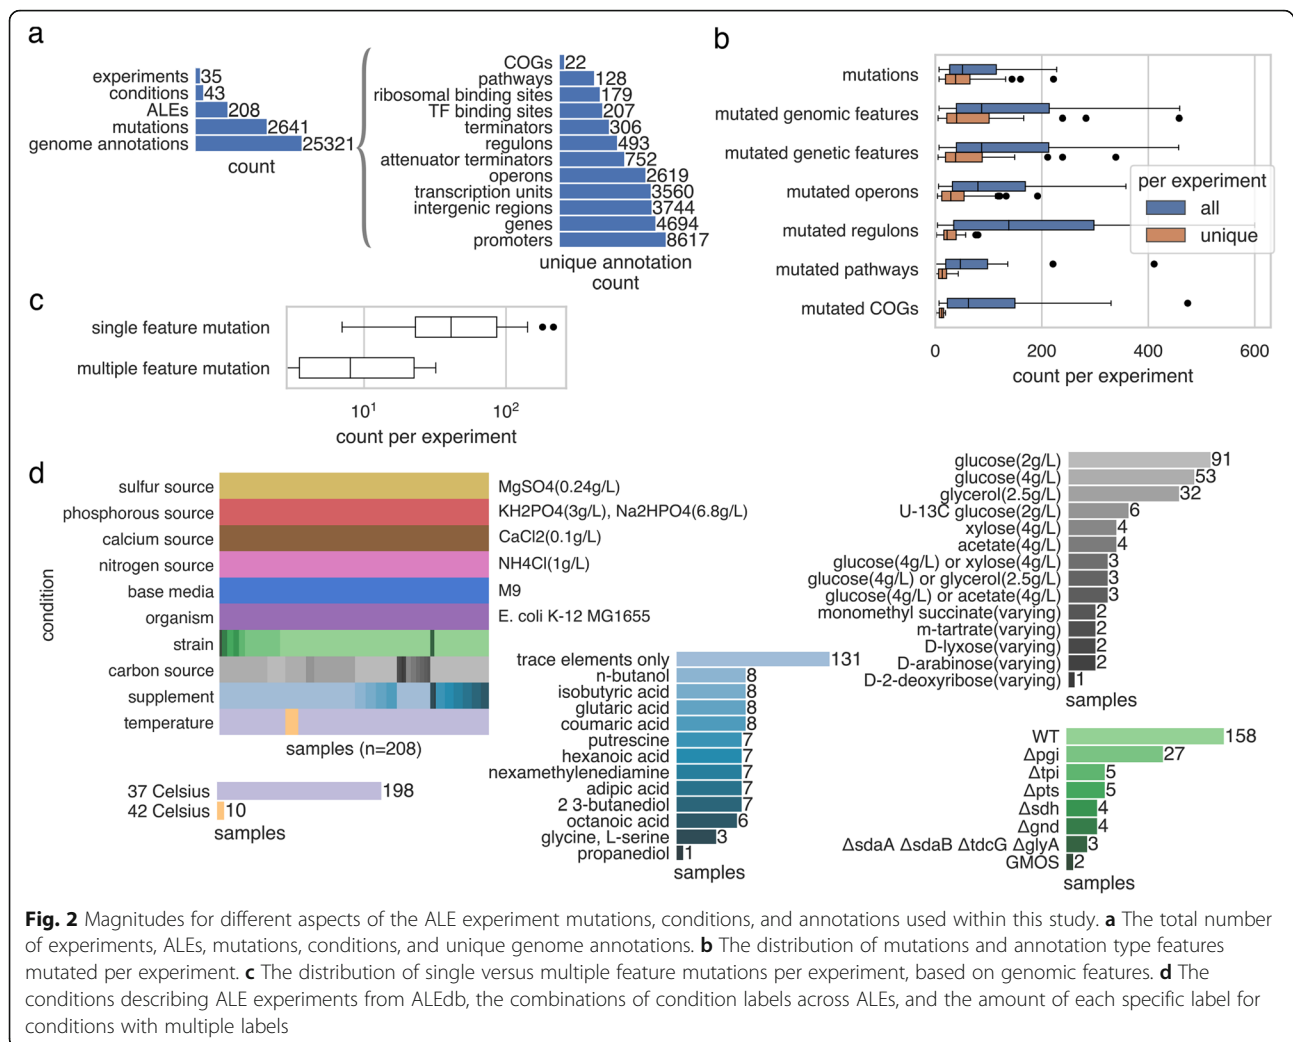 a
experiments 35
conditions 43
ALEs 208
mutations 2641
genome annotations 25321
count
COGs 22
pathways 128
ribosomal binding sites 179
TF binding sites 207
terminators 306
regulons 493
attenuator terminators 752
operons 2619
transcription units 3560
intergenic regions 3744
genes 4694
promoters 8617
unique annotation
count
b
mutations
mutated genomic features
mutated genetic features
mutated operons
mutated regulons
mutated pathways
mutated COGs
per experiment
all
unique
0 200 400 600
count per experiment
c
single feature mutation
multiple feature mutation
10¹ 10²
count per experiment
d
condition
sulfur source MgSO4(0.24g/L)
phosphorous source KH2PO4(3g/L), Na2HPO4(6.8g/L)
calcium source CaCl2(0.1g/L)
nitrogen source NH4Cl(1g/L)
base media M9
organism E. coli K-12 MG1655
strain
carbon source
supplement
temperature
samples (n=208)
37 Celsius 198
42 Celsius 10
samples
trace elements only 131
n-butanol 8
isobutyric acid 8
glutaric acid 8
coumaric acid 8
putrescine 7
hexanoic acid 7
nexamethylenediamine 7
adipic acid 7
2 3-butanediol 7
octanoic acid 6
glycine, L-serine 3
propanediol 1
samples
glucose(2g/L) 91
glucose(4g/L) 53
glycerol(2.5g/L) 32
U-13C glucose(2g/L) 6
xylose(4g/L) 4
acetate(4g/L) 4
glucose(4g/L) or xylose(4g/L) 3
glucose(4g/L) or glycerol(2.5g/L) 3
glucose(4g/L) or acetate(4g/L) 3
monomethyl succinate(varying) 2
m-tartrate(varying) 2
D-lyxose(varying) 2
D-arabinose(varying) 2
D-2-deoxyribose(varying) 1
samples
WT 158
Δpgi 27
Δtpi 5
Δpts 5
Δsdh 4
Δgnd 4
ΔsdaA ΔsdaB ΔtdcG ΔglyA 3
GMOS 2
samples
Fig. 2 Magnitudes for different aspects of the ALE experiment mutations, conditions, and annotations used within this study. a The total number
of experiments, ALEs, mutations, conditions, and unique genome annotations. b The distribution of mutations and annotation type features
mutated per experiment. c The distribution of single versus multiple feature mutations per experiment, based on genomic features. d The
conditions describing ALE experiments from ALEdb, the combinations of condition labels across ALEs, and the amount of each specific label for
conditions with multiple labels